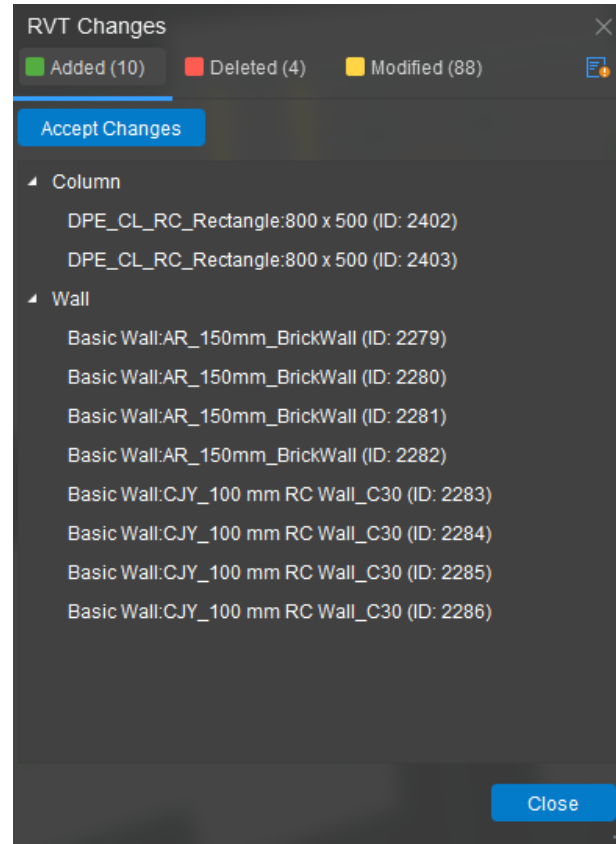 RVT Changes
Added (10) Deleted (4) Modified (88)
Accept Changes
Column
DPE_CL_RC_Rectangle:800 x 500 (ID: 2402)
DPE_CL_RC_Rectangle:800 x 500 (ID: 2403)
Wall
Basic Wall:AR_150mm_BrickWall (ID: 2279)
Basic Wall:AR_150mm_BrickWall (ID: 2280)
Basic Wall:AR_150mm_BrickWall (ID: 2281)
Basic Wall:AR_150mm_BrickWall (ID: 2282)
Basic Wall:CJY_100 mm RC Wall_C30 (ID: 2283)
Basic Wall:CJY_100 mm RC Wall_C30 (ID: 2284)
Basic Wall:CJY_100 mm RC Wall_C30 (ID: 2285)
Basic Wall:CJY_100 mm RC Wall_C30 (ID: 2286)
Close